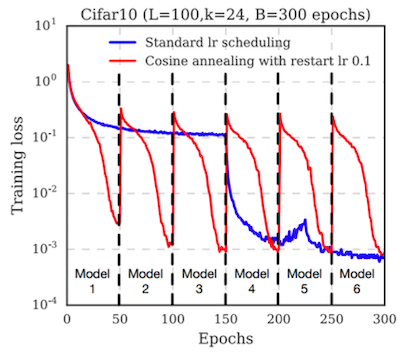 Cifar10 (L=100,k=24, B=300 epochs)
Standard lr scheduling
Cosine annealing with restart lr 0.1
Training loss
10^1
10^0
10^-1
10^-2
10^-3
10^-4
Model 1
Model 2
Model 3
Model 4
Model 5
Model 6
0 50 100 150 200 250 300
Epochs